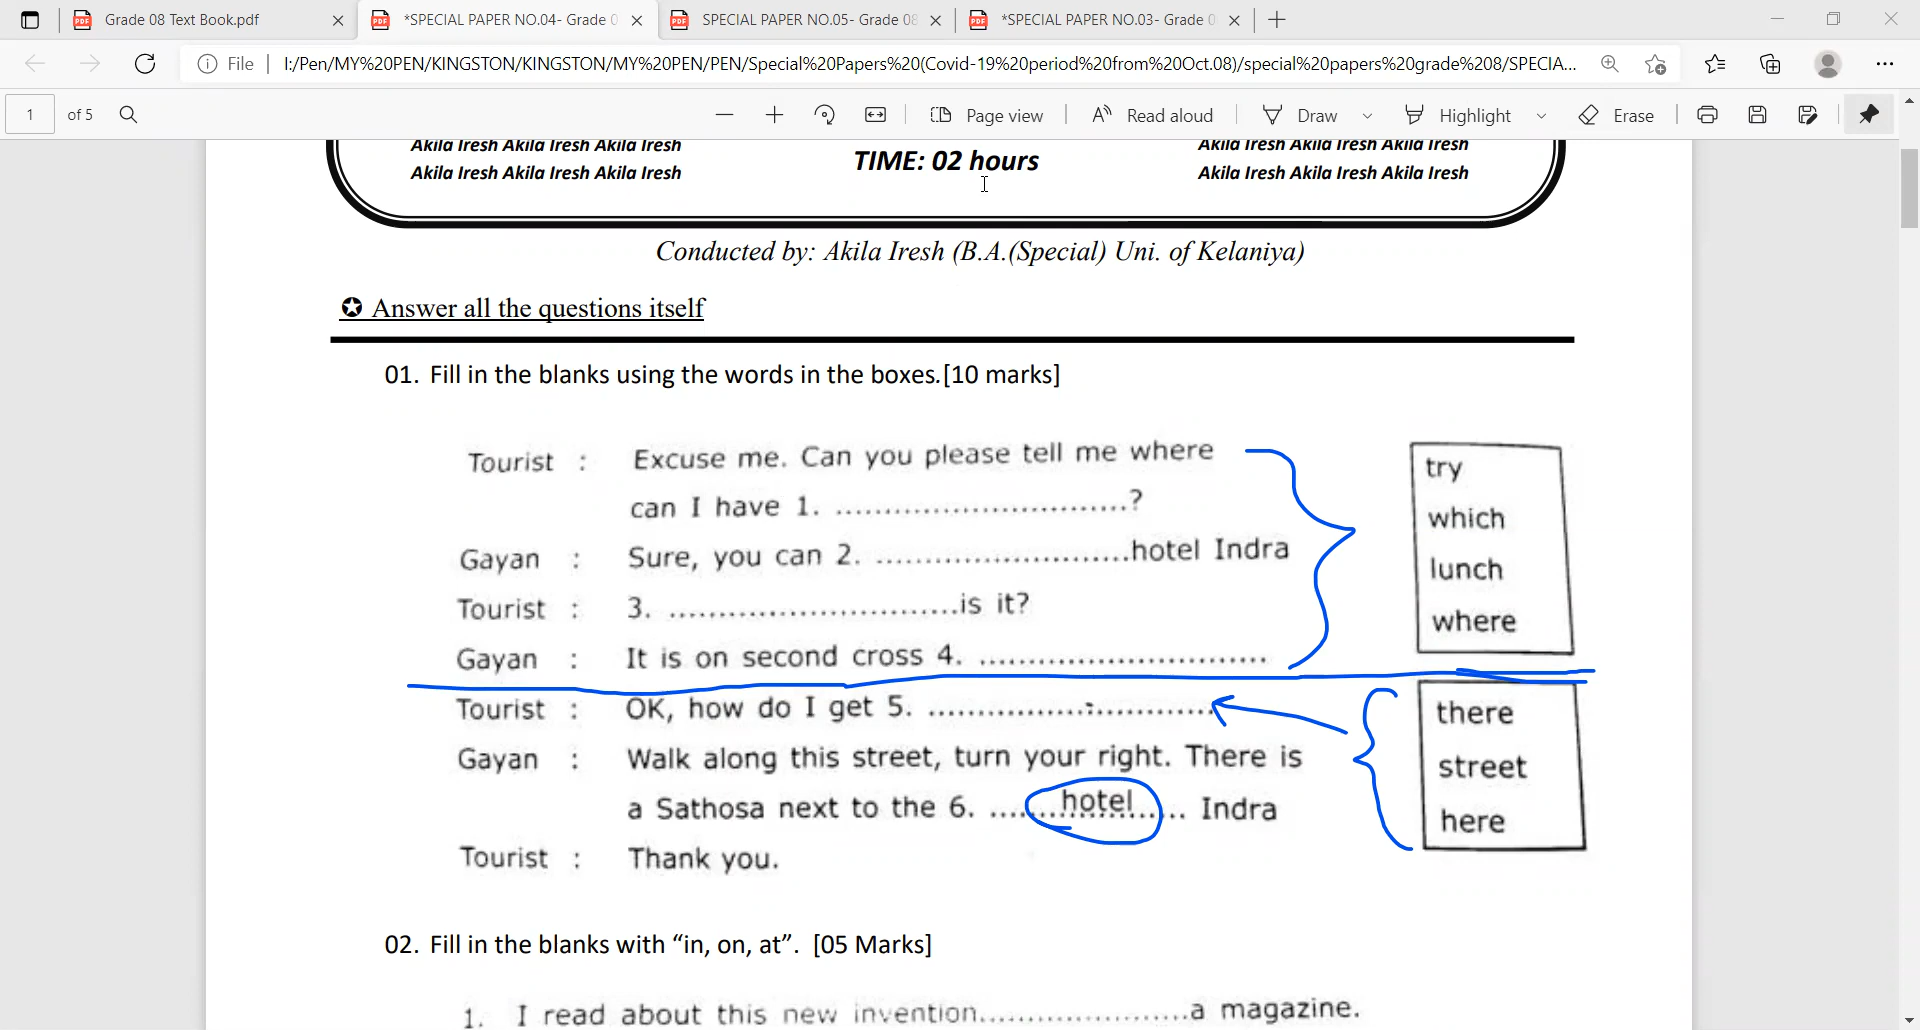 Grade 08 Text Book.pdf
*SPECIAL PAPER NO.04- Grade 0
SPECIAL PAPER NO.05- Grade 08
*SPECIAL PAPER NO.03- Grade 0
File I:/Pen/MY%20PEN/KINGSTON/KINGSTON/MY%20PEN/PEN/Special%20Papers%20(Covid-19%20period%20from%20Oct.08)/special%20papers%20grade%208/SPECIA...
1 of 5 Page view Read aloud Draw Highlight Erase
Akila Iresh Akila Iresh Akila Iresh Akila Iresh Akila Iresh Akila Iresh
Akila Iresh Akila Iresh Akila Iresh TIME: 02 hours Akila Iresh Akila Iresh Akila Iresh
Conducted by: Akila Iresh (B.A.(Special) Uni. of Kelaniya)
✪ Answer all the questions itself
01. Fill in the blanks using the words in the boxes.[10 marks]
Tourist : Excuse me. Can you please tell me where
can I have 1. ..............................?
Gayan : Sure, you can 2. ..........................hotel Indra
Tourist : 3. ..............................is it?
Gayan : It is on second cross 4. ..............................
Tourist : OK, how do I get 5. ..............................
Gayan : Walk along this street, turn your right. There is
a Sathosa next to the 6. ......hotel...... Indra
Tourist : Thank you.
try
which
lunch
where
there
street
here
02. Fill in the blanks with “in, on, at”. [05 Marks]
1. I read about this new invention......................a magazine.